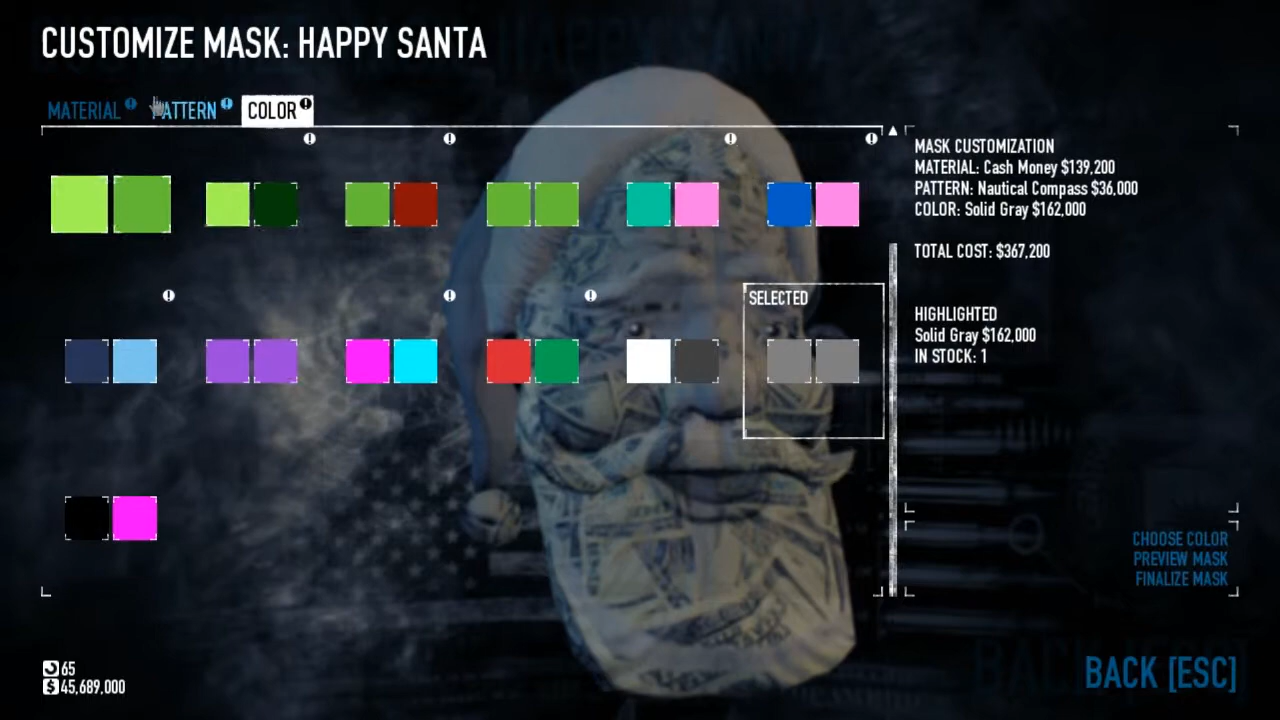 CUSTOMIZE MASK: HAPPY SANTA
MATERIAL PATTERN COLOR
MASK CUSTOMIZATION
MATERIAL: Cash Money $139,200
PATTERN: Nautical Compass $36,000
COLOR: Solid Gray $162,000
TOTAL COST: $367,200
SELECTED
HIGHLIGHTED
Solid Gray $162,000
IN STOCK: 1
CHOOSE COLOR
PREVIEW MASK
FINALIZE MASK
65
$45,689,000
BACK [ESC]